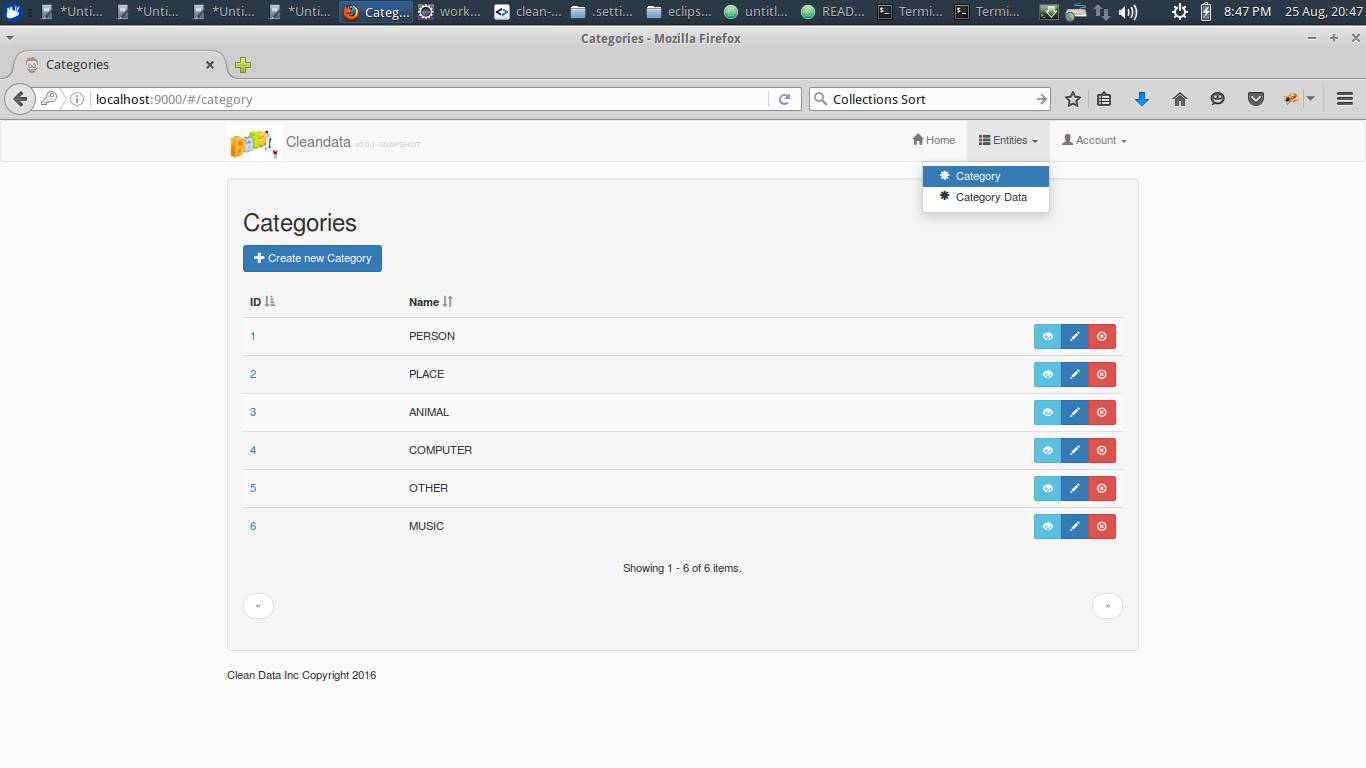 *Unti... *Unti... *Unti... *Unti... Categ... work... clean-... .setti... eclips... untitl... READ... Termi... Termi... 8:47 PM 25 Aug, 20:47
Categories - Mozilla Firefox
Categories
localhost:9000/#/category Collections Sort
Cleandata v0.0.1-SNAPSHOT Home Entities Account
Category
Category Data
Categories
Create new Category
ID Name
1 PERSON
2 PLACE
3 ANIMAL
4 COMPUTER
5 OTHER
6 MUSIC
Showing 1 - 6 of 6 items.
« »
Clean Data Inc Copyright 2016